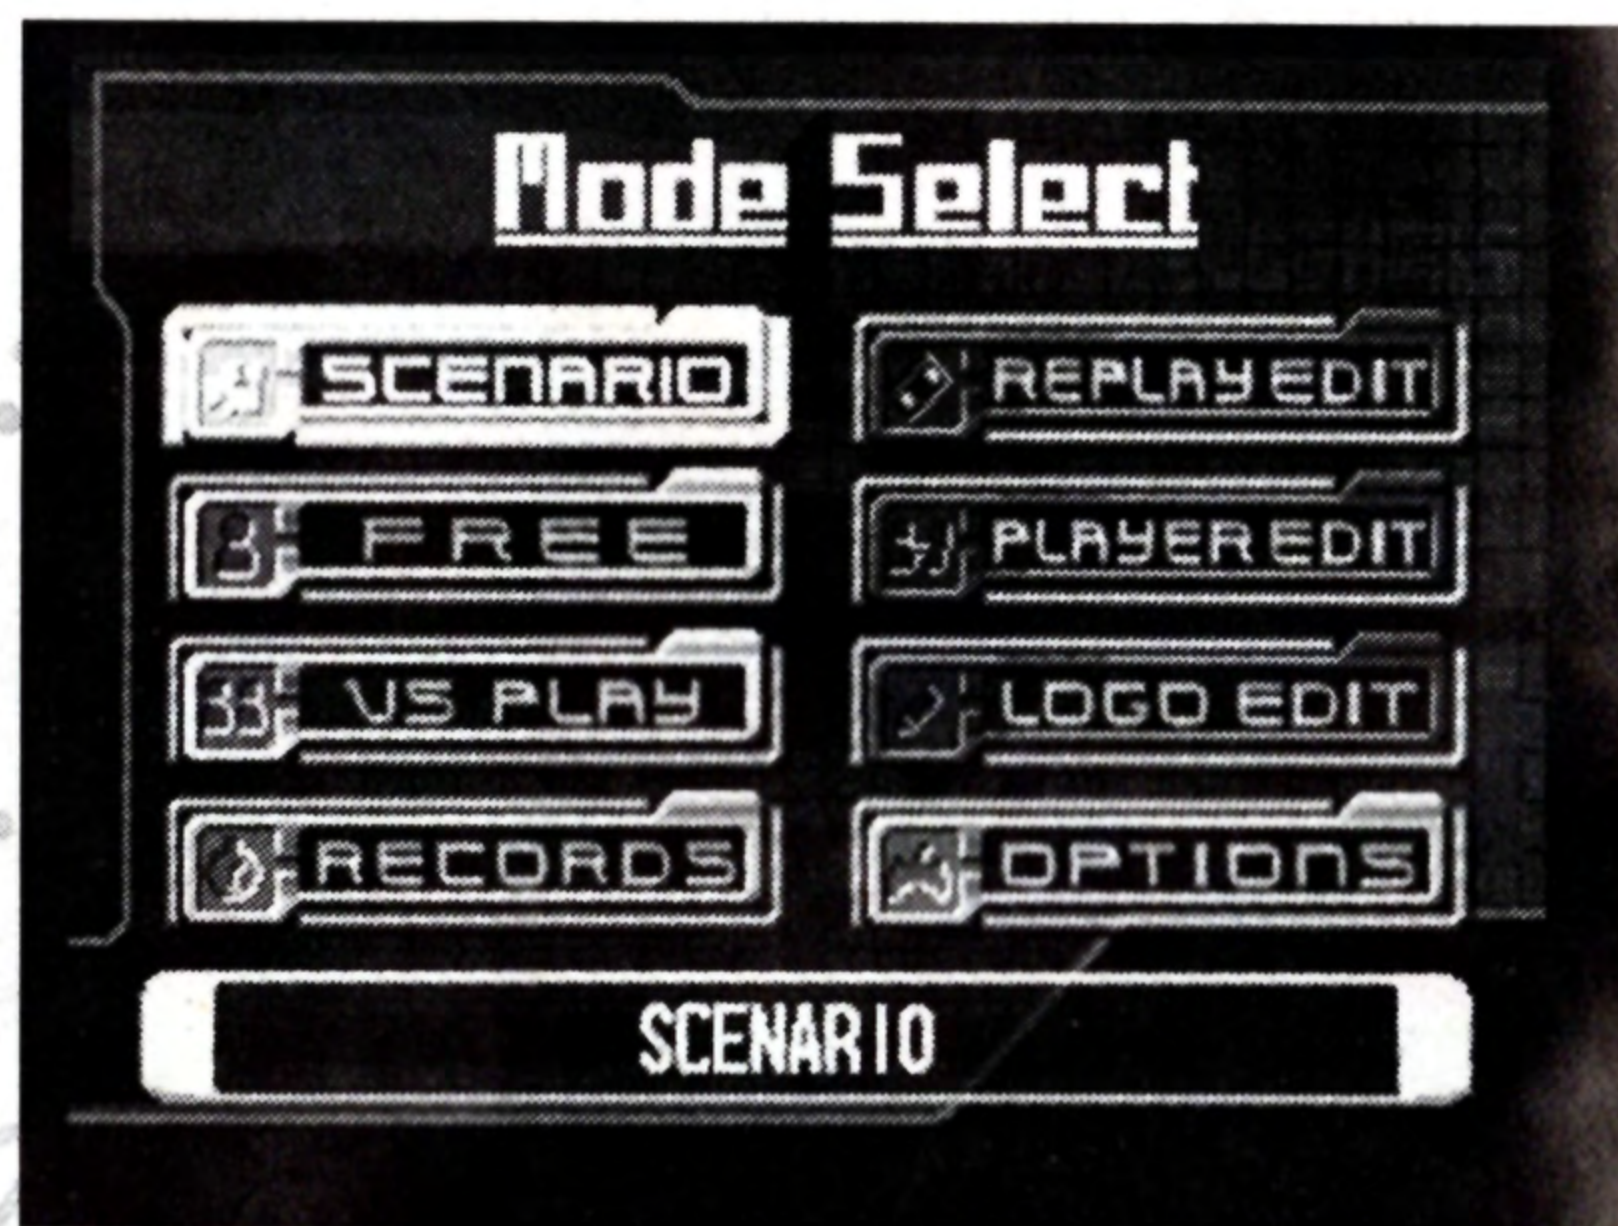 Mode Select
SCENARIO
FREE
VS PLAY
RECORDS
REPLAY EDIT
PLAYER EDIT
LOGO EDIT
OPTIONS
SCENARIO